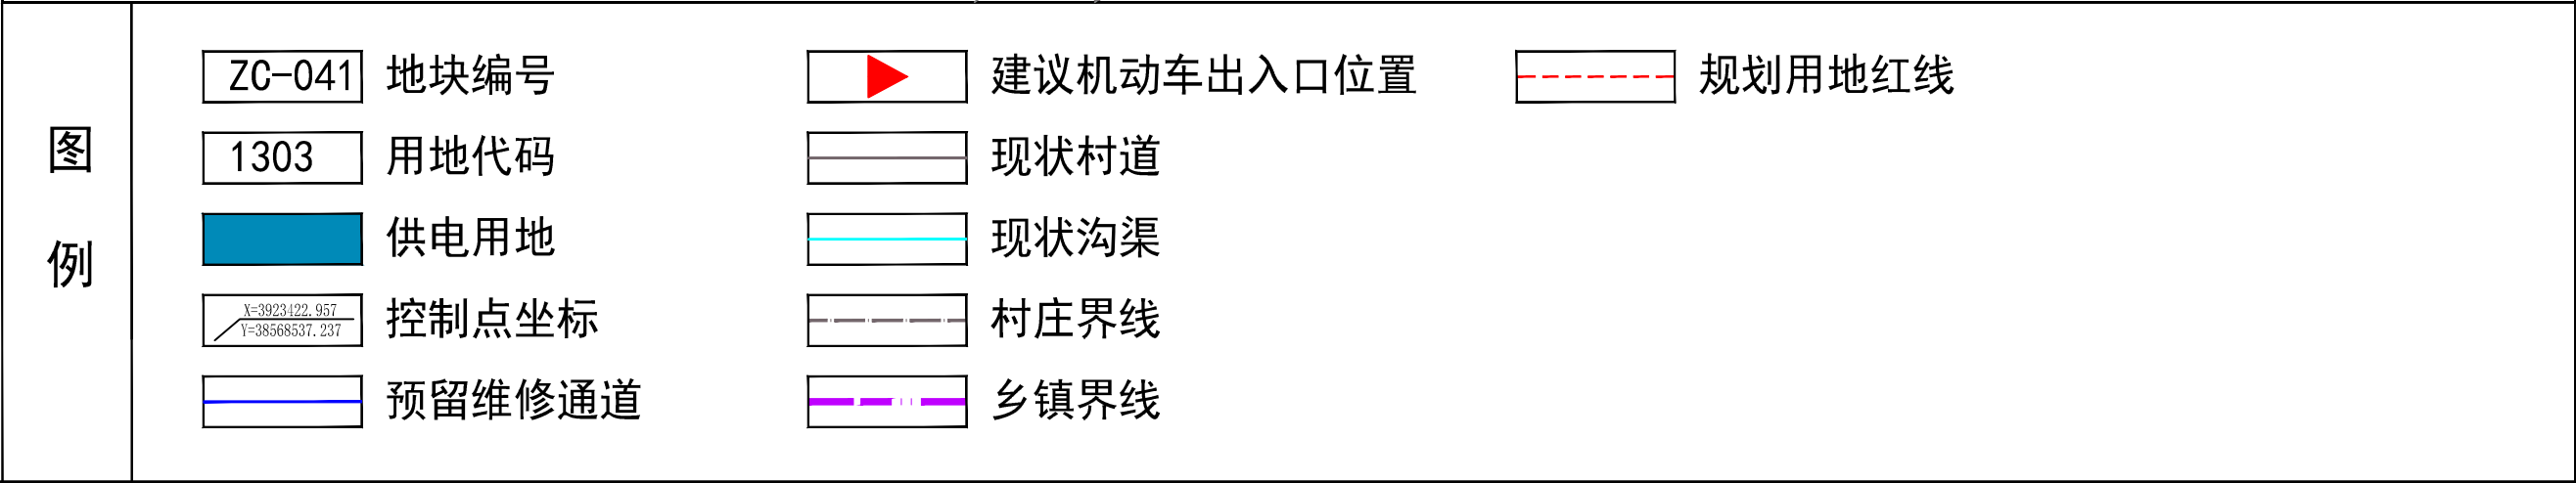 图例
ZC-041 地块编号
1303 用地代码
供电用地
X=3923422.957
Y=38568537.237
控制点坐标
预留维修通道
建议机动车出入口位置
现状村道
现状沟渠
村庄界线
乡镇界线
规划用地红线